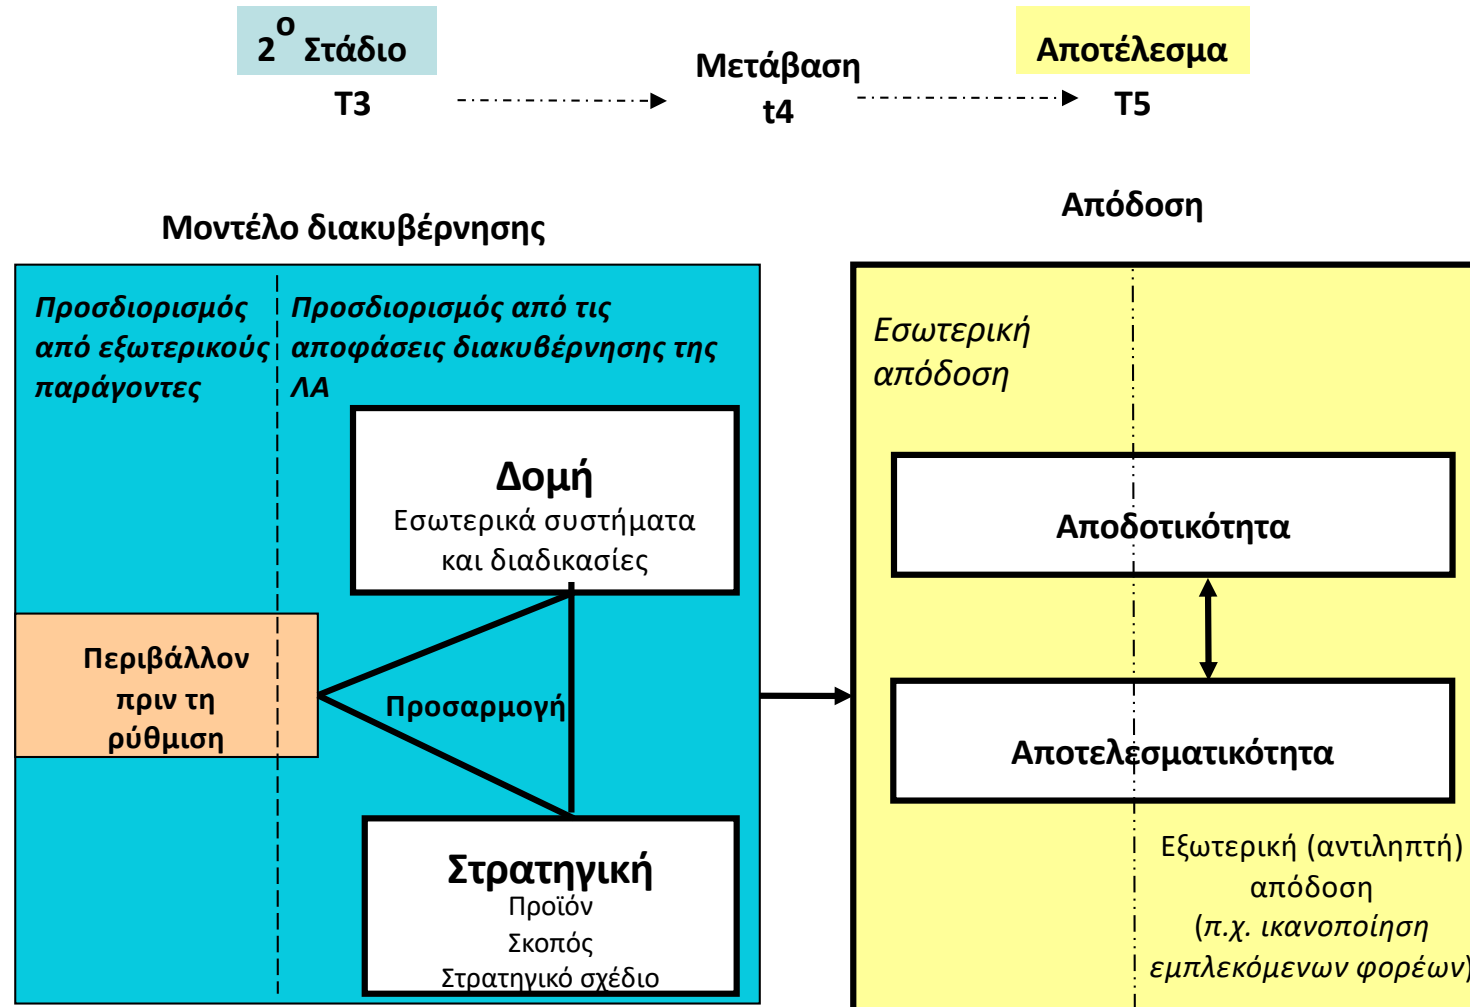 2ο Στάδιο
T3
Μετάβαση
t4
Αποτέλεσμα
T5
Μοντέλο διακυβέρνησης
Προσδιορισμός
από εξωτερικούς
παράγοντες
Προσδιορισμός από τις
αποφάσεις διακυβέρνησης της
ΛΑ
Δομή
Εσωτερικά συστήματα
και διαδικασίες
Περιβάλλον
πριν τη
ρύθμιση
Προσαρμογή
Στρατηγική
Προϊόν
Σκοπός
Στρατηγικό σχέδιο
Απόδοση
Εσωτερική
απόδοση
Αποδοτικότητα
Αποτελεσματικότητα
Εξωτερική (αντιληπτή)
απόδοση
(π.χ. ικανοποίηση
εμπλεκόμενων φορέων)